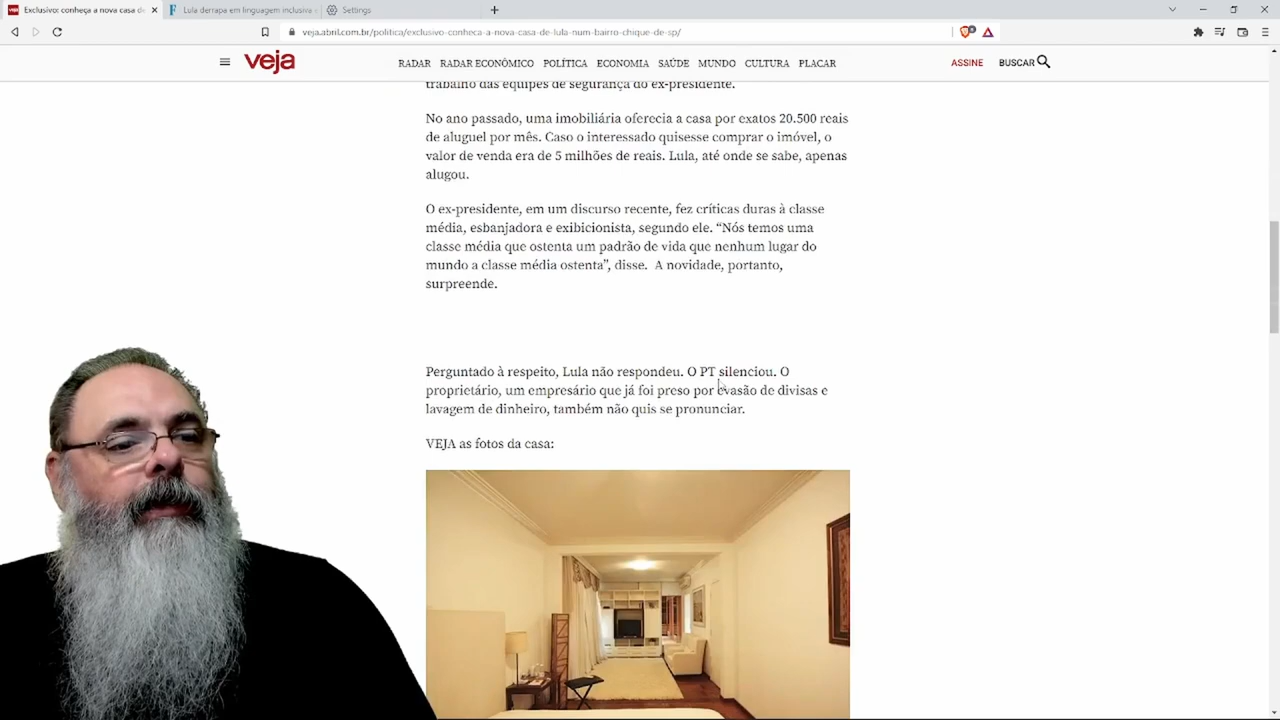 Exclusivo: conheça a nova casa de
Lula derrapa em linguagem inclusiva
Settings
veja.abril.com.br/politica/exclusivo-conheca-a-nova-casa-de-lula-num-bairro-chique-de-sp/
veja
RADAR RADAR ECONÔMICO POLÍTICA ECONOMIA SAÚDE MUNDO CULTURA PLACAR
ASSINE BUSCAR
trabalho das equipes de segurança do ex-presidente.
No ano passado, uma imobiliária oferecia a casa por exatos 20.500 reais
de aluguel por mês. Caso o interessado quisesse comprar o imóvel, o
valor de venda era de 5 milhões de reais. Lula, até onde se sabe, apenas
alugou.
O ex-presidente, em um discurso recente, fez críticas duras à classe
média, esbanjadora e exibicionista, segundo ele. “Nós temos uma
classe média que ostenta um padrão de vida que nenhum lugar do
mundo a classe média ostenta”, disse. A novidade, portanto,
surpreende.
Perguntado à respeito, Lula não respondeu. O PT silenciou. O
proprietário, um empresário que já foi preso por evasão de divisas e
lavagem de dinheiro, também não quis se pronunciar.
VEJA as fotos da casa: